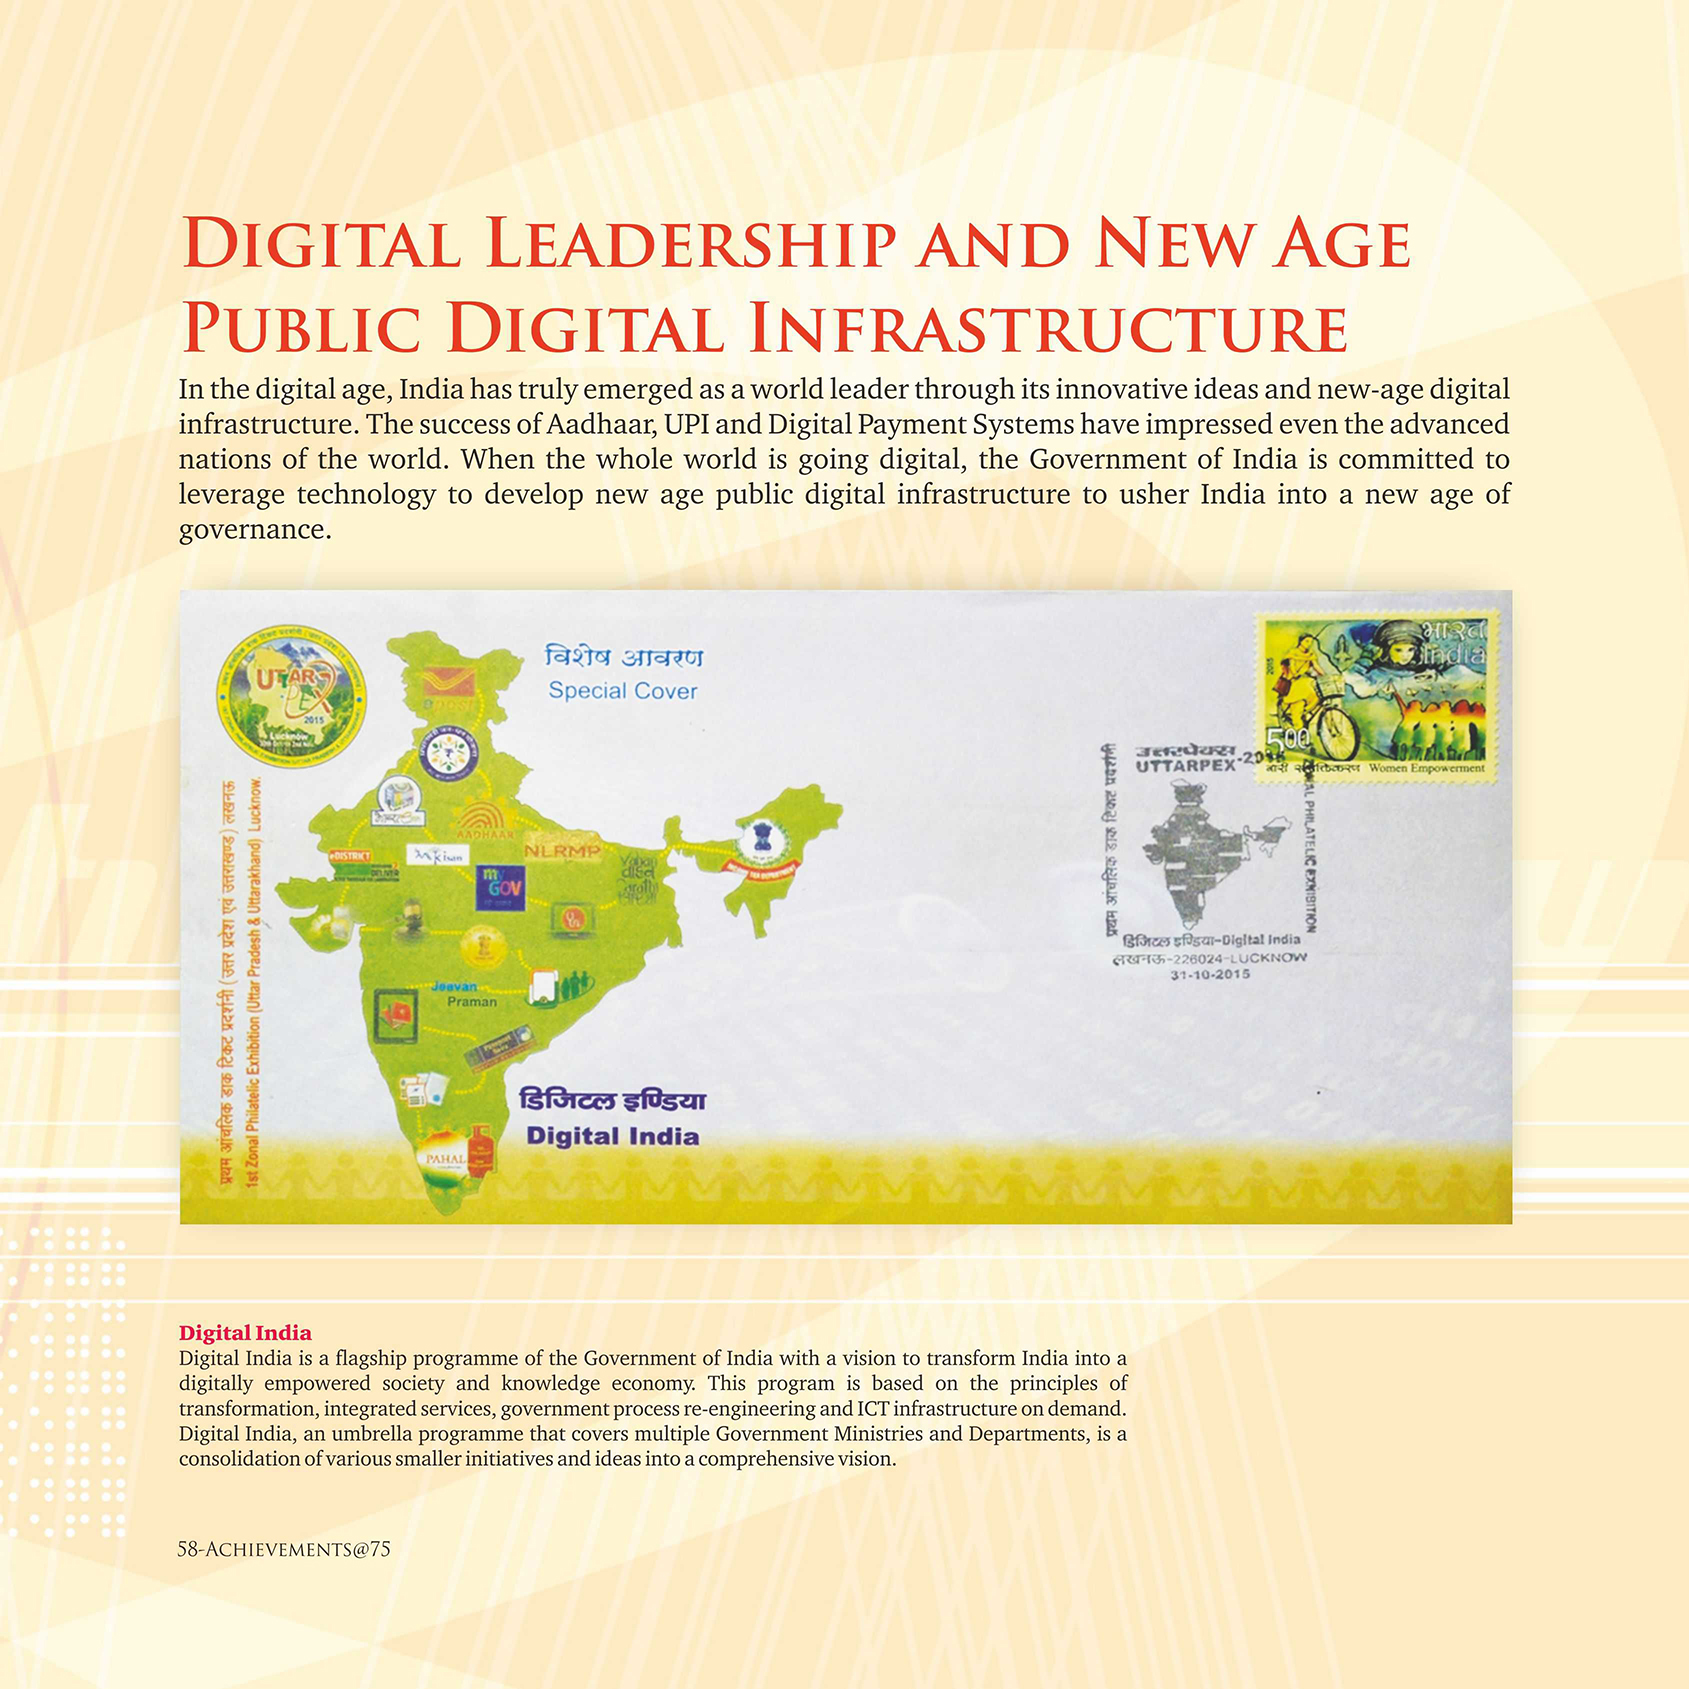 Digital Leadership and New Age
Public Digital Infrastructure
In the digital age, India has truly emerged as a world leader through its innovative ideas and new-age digital
infrastructure. The success of Aadhaar, UPI and Digital Payment Systems have impressed even the advanced
nations of the world. When the whole world is going digital, the Government of India is committed to
leverage technology to develop new age public digital infrastructure to usher India into a new age of
governance.
विशेष आवरण
Special Cover
2015
Lucknow
प्रथम आंचलिक डाक टिकट प्रदर्शनी (उत्तर प्रदेश एवं उत्तराखण्ड) लखनऊ
1st Zonal Philatelic Exhibition (Uttar Pradesh & Uttarakhand) Lucknow.
AADHAAR
eDISTRICT
NLRMP
my
GOV
Jeevan
Praman
PAHAL
डिजिटल इण्डिया
Digital India
भारत
India
2015
5.00
नारी सशक्तिकरण Women Empowerment
उत्तरपेक्स
UTTARPEX-2015
प्रथम आंचलिक डाक टिकट प्रदर्शनी
PHILATELIC EXHIBITION
डिजिटल इण्डिया-Digital India
लखनऊ-226024-LUCKNOW
31-10-2015
Digital India
Digital India is a flagship programme of the Government of India with a vision to transform India into a
digitally empowered society and knowledge economy. This program is based on the principles of
transformation, integrated services, government process re-engineering and ICT infrastructure on demand.
Digital India, an umbrella programme that covers multiple Government Ministries and Departments, is a
consolidation of various smaller initiatives and ideas into a comprehensive vision.
58-Achievements@75